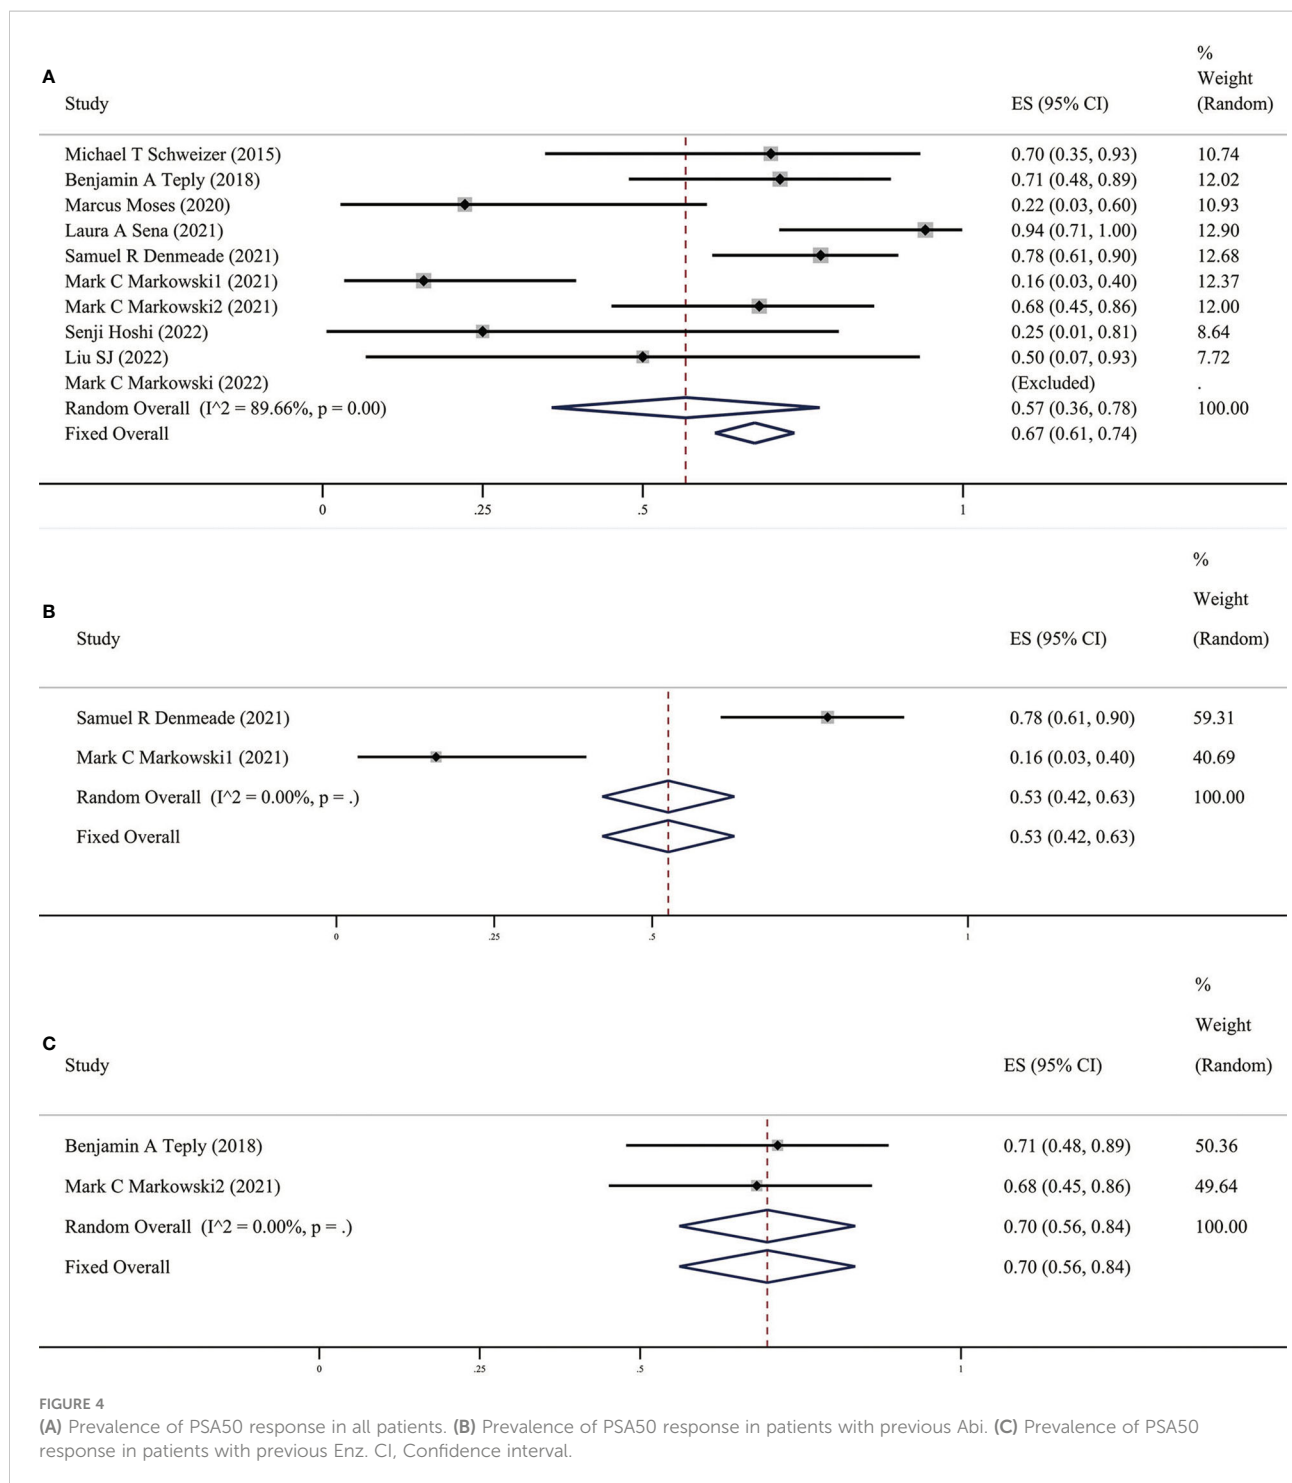 A
Study ES (95% CI) % Weight (Random)
Michael T Schweizer (2015) 0.70 (0.35, 0.93) 10.74
Benjamin A Teply (2018) 0.71 (0.48, 0.89) 12.02
Marcus Moses (2020) 0.22 (0.03, 0.60) 10.93
Laura A Sena (2021) 0.94 (0.71, 1.00) 12.90
Samuel R Denmeade (2021) 0.78 (0.61, 0.90) 12.68
Mark C Markowski1 (2021) 0.16 (0.03, 0.40) 12.37
Mark C Markowski2 (2021) 0.68 (0.45, 0.86) 12.00
Senji Hoshi (2022) 0.25 (0.01, 0.81) 8.64
Liu SJ (2022) 0.50 (0.07, 0.93) 7.72
Mark C Markowski (2022) (Excluded) .
Random Overall (I^2 = 89.66%, p = 0.00) 0.57 (0.36, 0.78) 100.00
Fixed Overall 0.67 (0.61, 0.74)
0 .25 .5 1
B
Study ES (95% CI) % Weight (Random)
Samuel R Denmeade (2021) 0.78 (0.61, 0.90) 59.31
Mark C Markowski1 (2021) 0.16 (0.03, 0.40) 40.69
Random Overall (I^2 = 0.00%, p = .) 0.53 (0.42, 0.63) 100.00
Fixed Overall 0.53 (0.42, 0.63)
0 .25 .5 1
C
Study ES (95% CI) % Weight (Random)
Benjamin A Teply (2018) 0.71 (0.48, 0.89) 50.36
Mark C Markowski2 (2021) 0.68 (0.45, 0.86) 49.64
Random Overall (I^2 = 0.00%, p = .) 0.70 (0.56, 0.84) 100.00
Fixed Overall 0.70 (0.56, 0.84)
0 .25 .5 1
FIGURE 4
(A) Prevalence of PSA50 response in all patients. (B) Prevalence of PSA50 response in patients with previous Abi. (C) Prevalence of PSA50
response in patients with previous Enz. CI, Confidence interval.